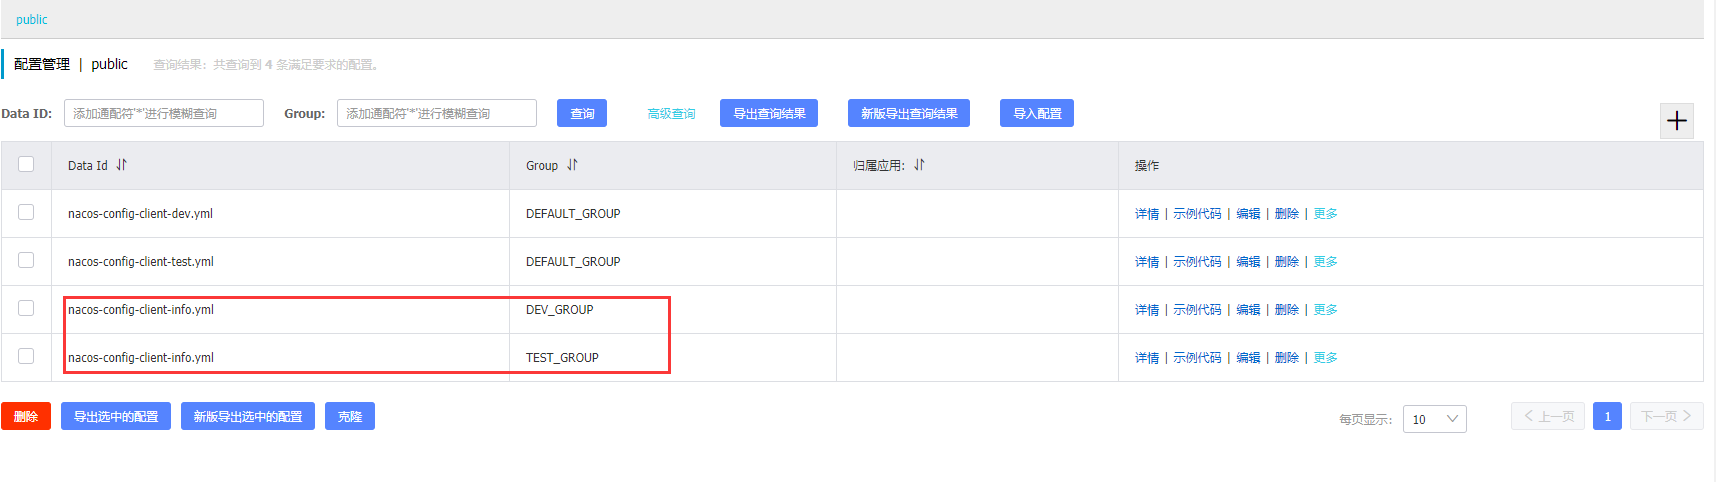 public
配置管理 | public 查询结果：共查询到 4 条满足要求的配置。
Data ID: 添加通配符'*'进行模糊查询 Group: 添加通配符'*'进行模糊查询 查询 高级查询 导出查询结果 新版导出查询结果 导入配置
Data Id Group 归属应用: 操作
nacos-config-client-dev.yml DEFAULT_GROUP 详情 | 示例代码 | 编辑 | 删除 | 更多
nacos-config-client-test.yml DEFAULT_GROUP 详情 | 示例代码 | 编辑 | 删除 | 更多
nacos-config-client-info.yml DEV_GROUP 详情 | 示例代码 | 编辑 | 删除 | 更多
nacos-config-client-info.yml TEST_GROUP 详情 | 示例代码 | 编辑 | 删除 | 更多
删除 导出选中的配置 新版导出选中的配置 克隆 每页显示: 10 上一页 1 下一页